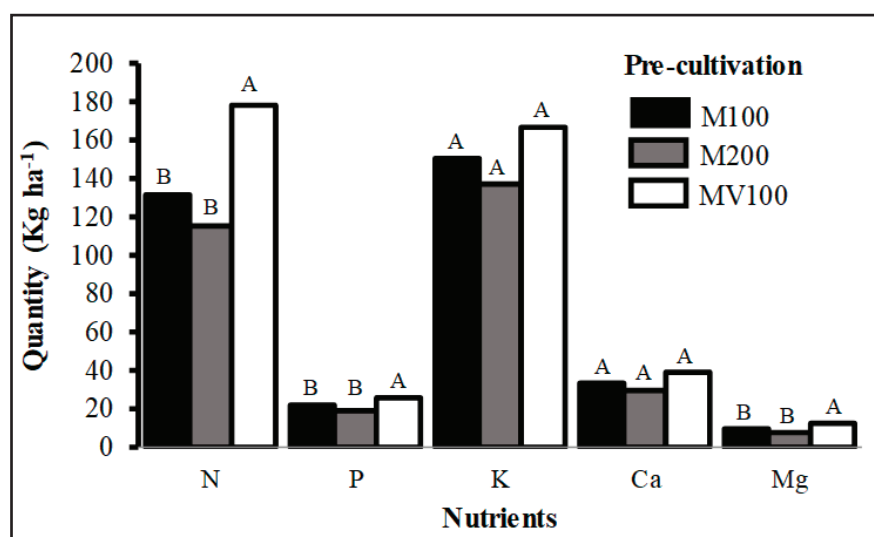 Pre-cultivation
M100
M200
MV100
Quantity (Kg ha-1)
200
180
160
140
120
100
80
60
40
20
0
B B A
B B A
A A A
A A A
B B A
N P K Ca Mg
Nutrients